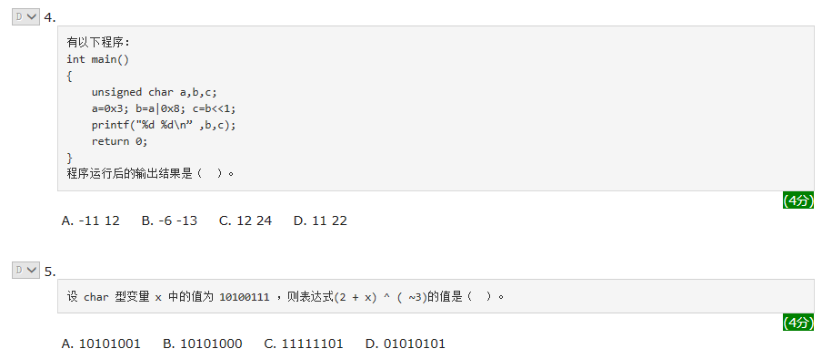 D 4.
有以下程序:
int main()
{
unsigned char a,b,c;
a=0x3; b=a|0x8; c=b<<1;
printf("%d %d\n” ,b,c);
return 0;
}
程序运行后的输出结果是（ ）。
(4分)
A. -11 12 B. -6 -13 C. 12 24 D. 11 22
D 5.
设 char 型变量 x 中的值为 10100111 ，则表达式(2 + x) ^ ( ~3)的值是（ ）。
(4分)
A. 10101001 B. 10101000 C. 11111101 D. 01010101